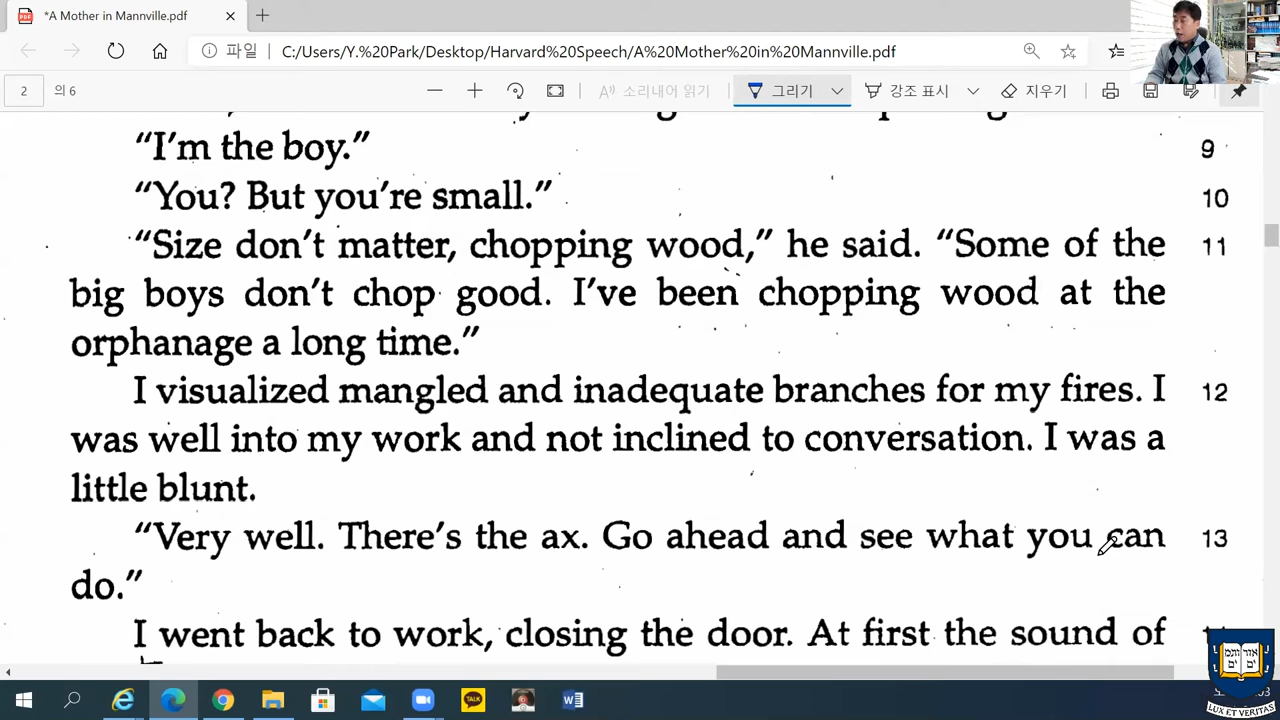 *A Mother in Mannville.pdf
파일 C:/Users/Y.%20Park/Desktop/Harvard%20Speech/A%20Mother%20in%20Mannville.pdf
2 의 6 소리내어 읽기 그리기 강조 표시 지우기
"I'm the boy." 9
"You? But you're small." 10
"Size don't matter, chopping wood," he said. "Some of the 11
big boys don't chop good. I've been chopping wood at the
orphanage a long time."
I visualized mangled and inadequate branches for my fires. I 12
was well into my work and not inclined to conversation. I was a
little blunt.
"Very well. There's the ax. Go ahead and see what you can 13
do."
I went back to work, closing the door. At first the sound of
TALK
LUX ET VERITAS